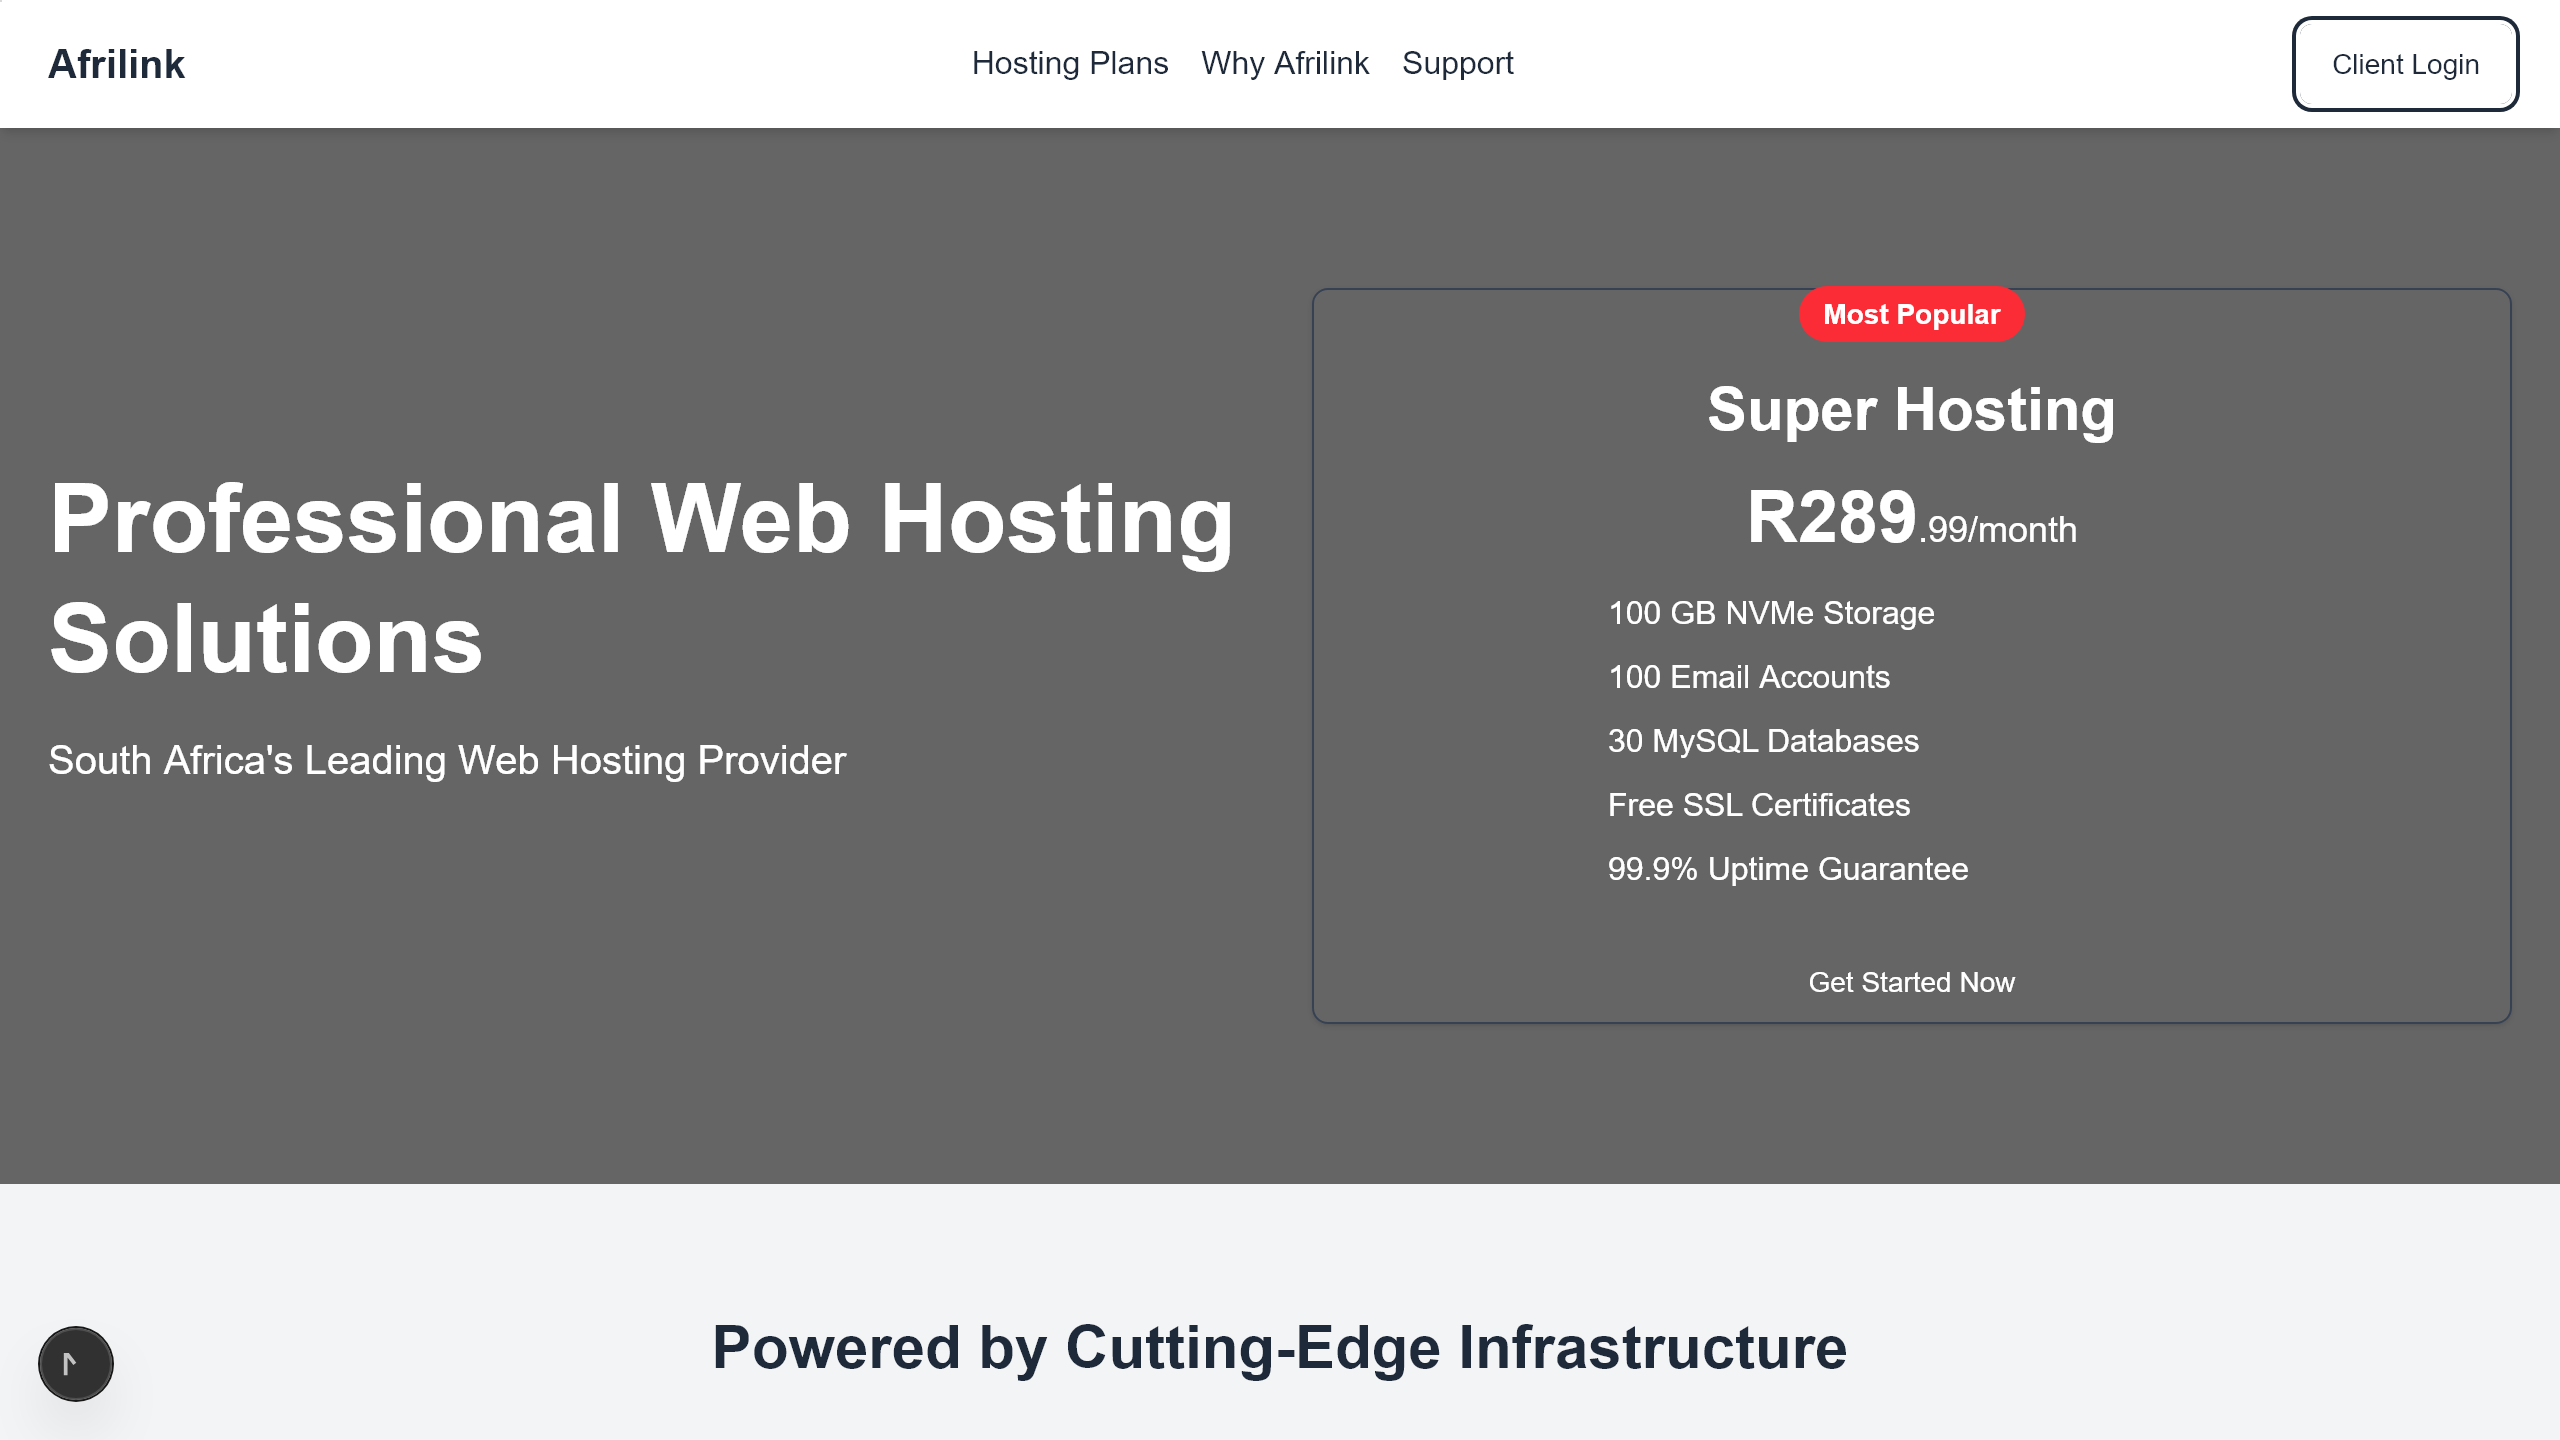 Afrilink
Hosting Plans
Why Afrilink
Support
Client Login
Professional Web Hosting
Solutions
South Africa's Leading Web Hosting Provider
Most Popular
Super Hosting
R289.99/month
100 GB NVMe Storage
100 Email Accounts
30 MySQL Databases
Free SSL Certificates
99.9% Uptime Guarantee
Get Started Now
Powered by Cutting-Edge Infrastructure